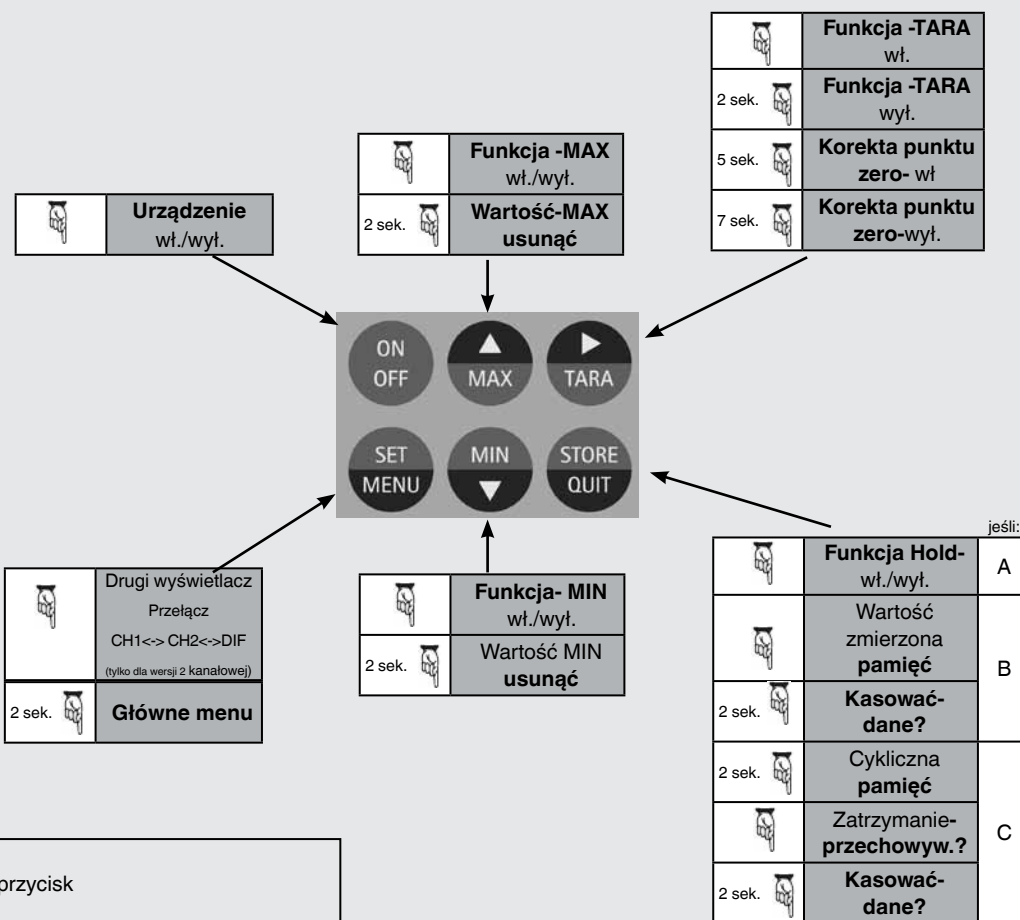 Funkcja -TARA
wł.
2 sek.
Funkcja -TARA
wył.
5 sek.
Korekta punktu
zero- wł
7 sek.
Korekta punktu
zero-wył.
Funkcja -MAX
wł./wył.
2 sek.
Wartość-MAX
usunąć
Urządzenie
wł./wył.
ON
OFF
MAX
TARA
SET
MENU
MIN
STORE
QUIT
Drugi wyświetlacz
Przełącz
CH1<-> CH2<->DIF
(tylko dla wersji 2 kanałowej)
2 sek.
Główne menu
Funkcja- MIN
wł./wył.
2 sek.
Wartość MIN
usunąć
jeśli:
Funkcja Hold-
wł./wył.
A
Wartość
zmierzona
pamięć
B
2 sek.
Kasować-
dane?
2 sek.
Cykliczna
pamięć
C
Zatrzymanie-
przechowyw.?
2 sek.
Kasować-
dane?
przycisk